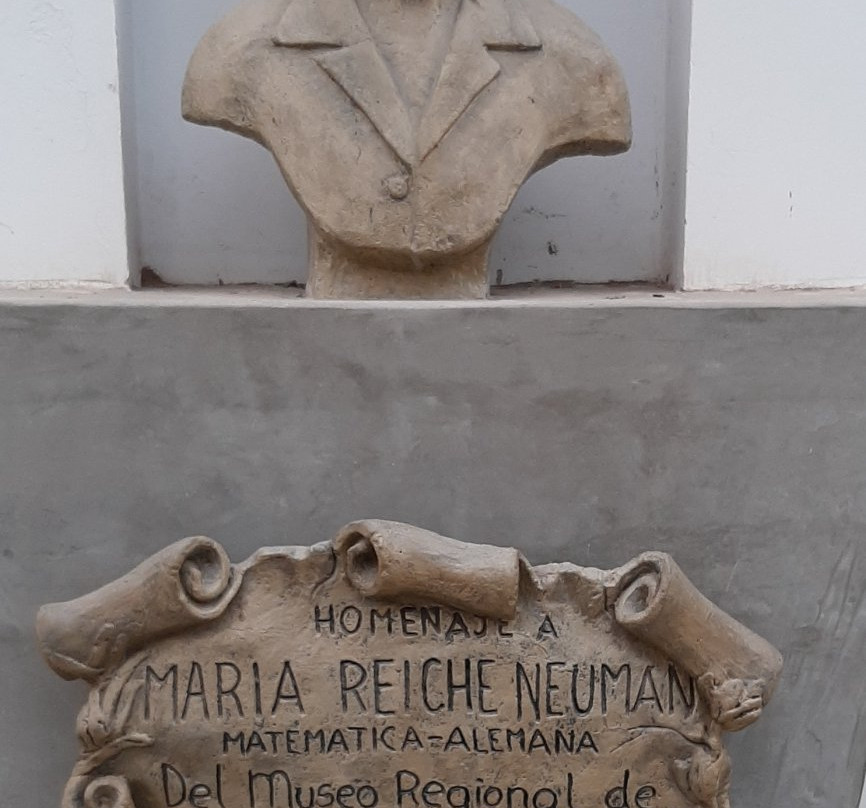 HOMENAJE A
MARIA REICHE NEUMAN
MATEMATICA-ALEMANA
Del Museo Regional de